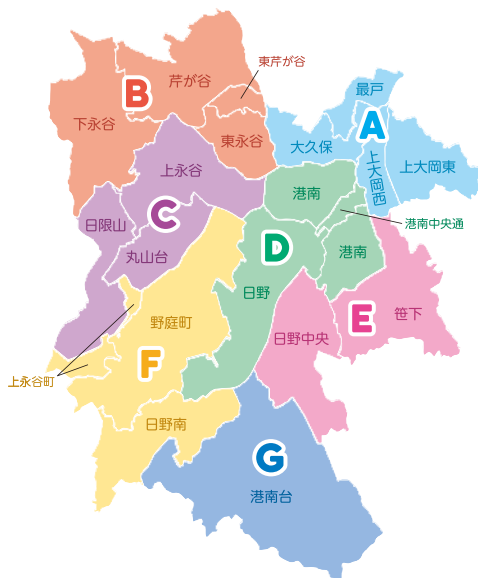 東芹が谷
芹が谷
最戸
B
下永谷
A
東永谷
大久保
上大岡西
上大岡東
上永谷
港南
日限山
C
港南中央通
丸山台
D
港南
日野
笹下
E
野庭町
日野中央
F
上永谷町
日野南
G
港南台